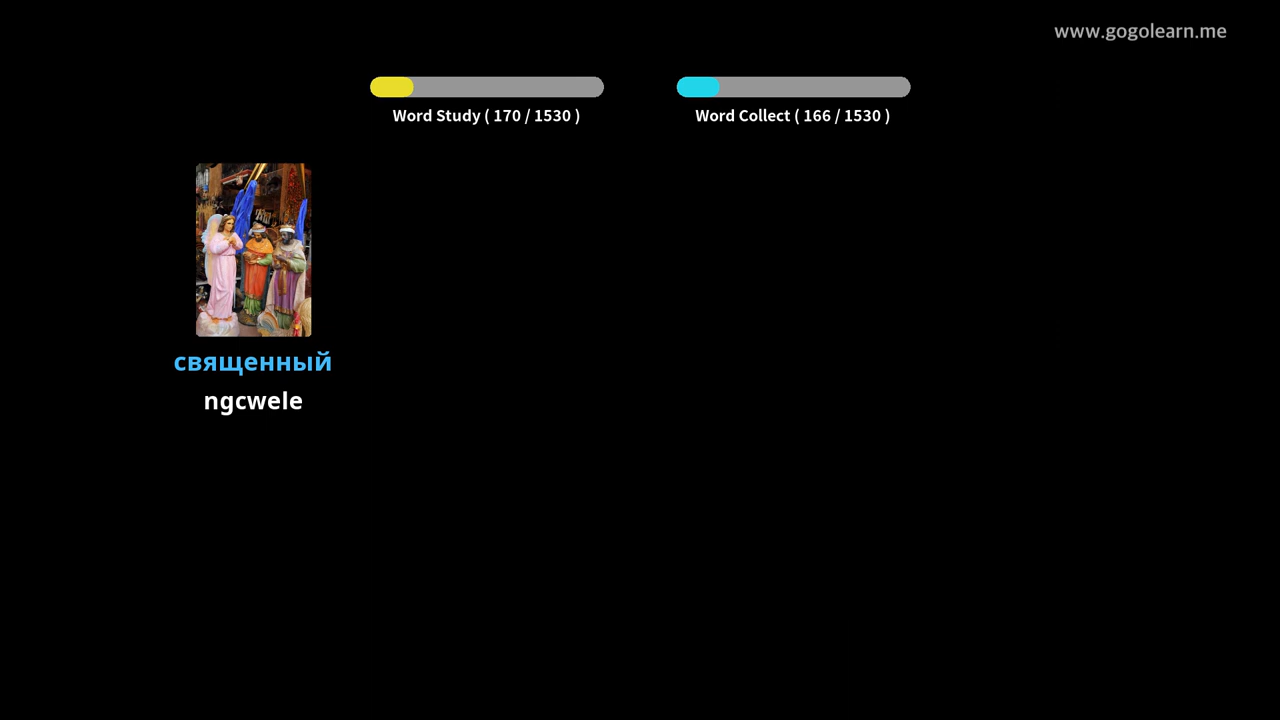 www.gogolearn.me
Word Study ( 170 / 1530 )
Word Collect ( 166 / 1530 )
священный
ngcwele